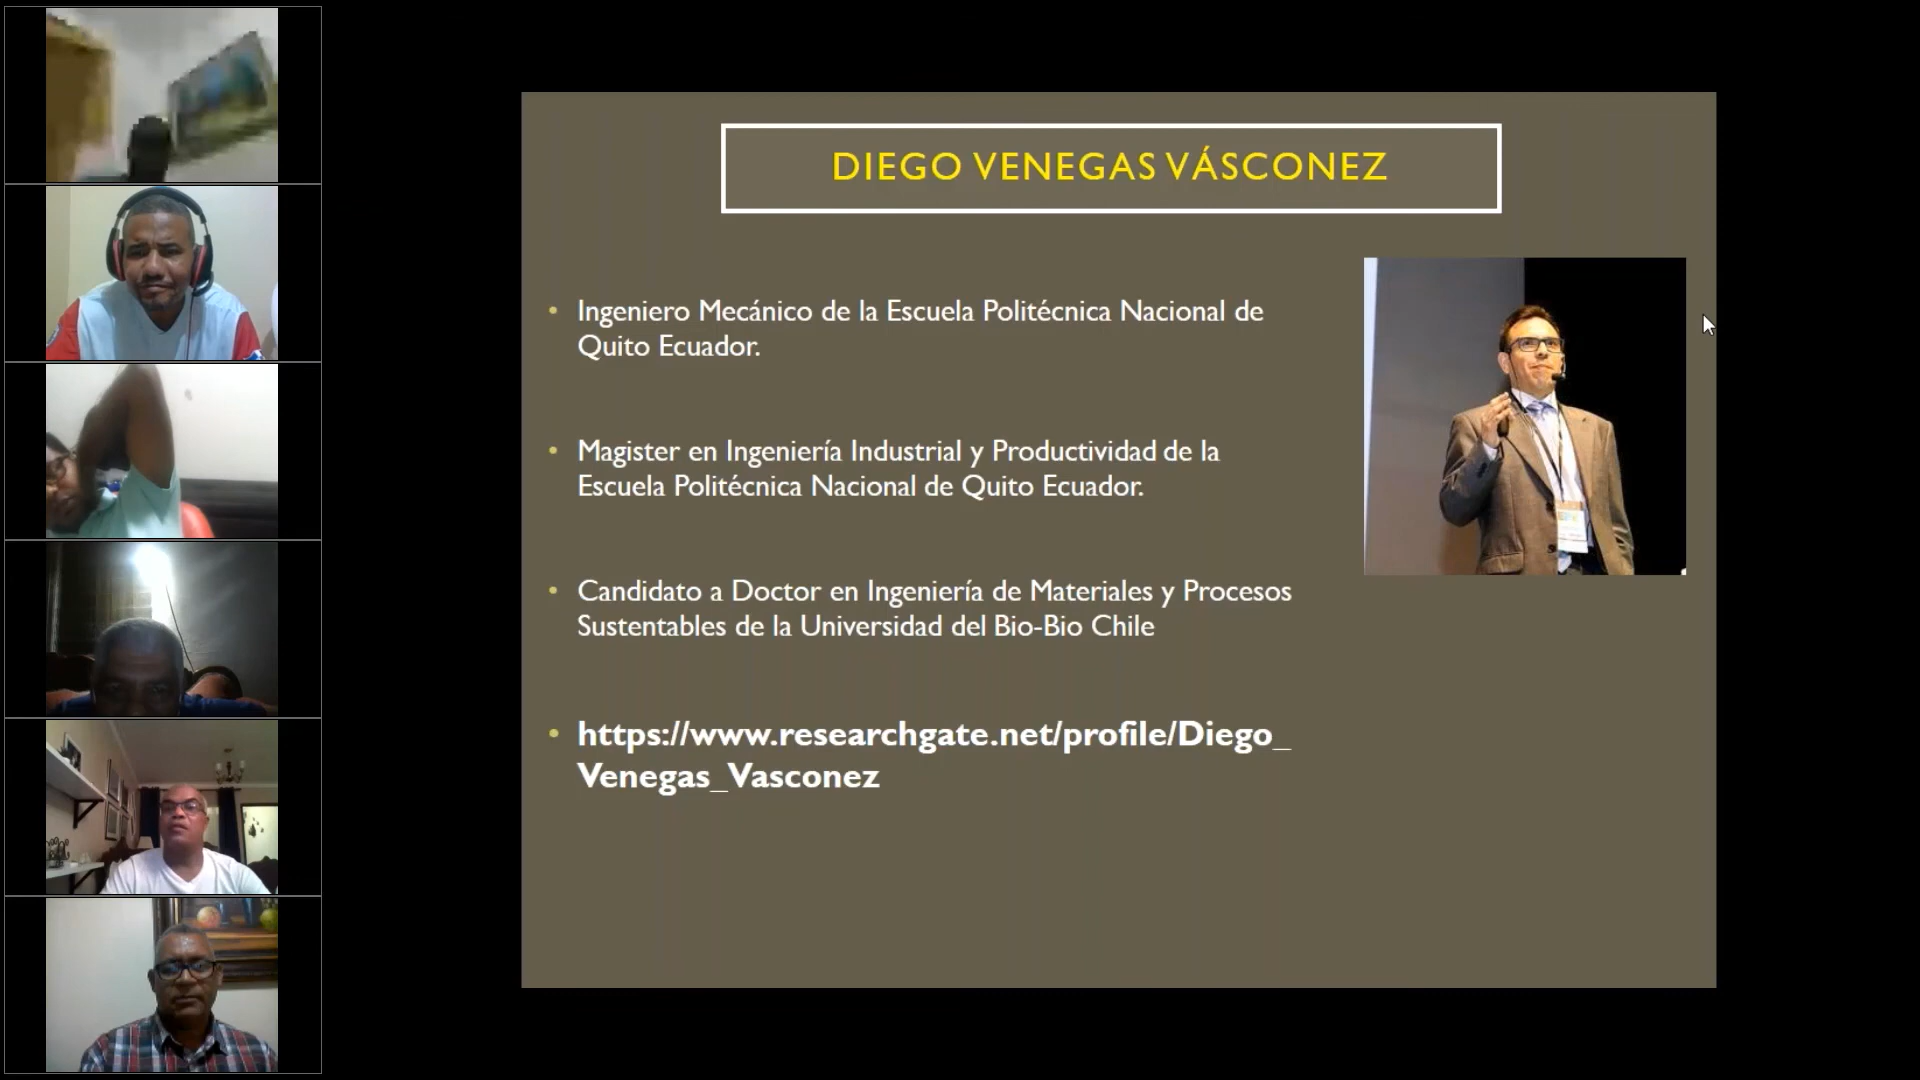 DIEGO VENEGAS VÁSCONEZ
• Ingeniero Mecánico de la Escuela Politécnica Nacional de
Quito Ecuador.
• Magister en Ingeniería Industrial y Productividad de la
Escuela Politécnica Nacional de Quito Ecuador.
• Candidato a Doctor en Ingeniería de Materiales y Procesos
Sustentables de la Universidad del Bio-Bio Chile
• https://www.researchgate.net/profile/Diego_
Venegas_Vasconez